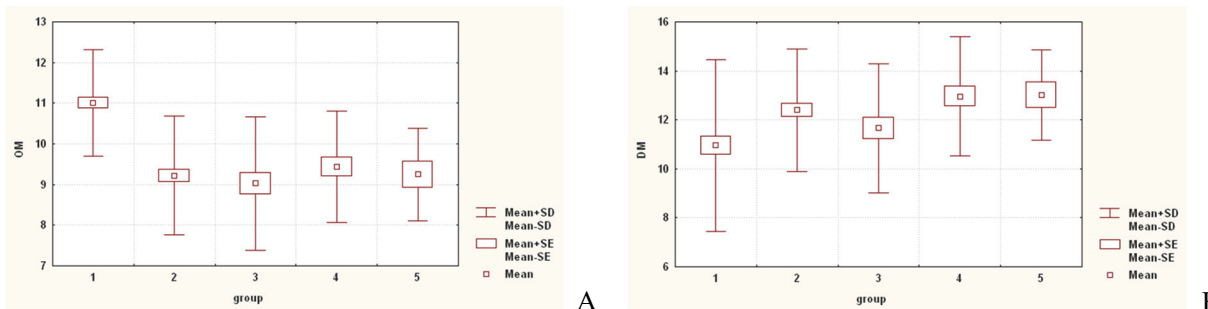 13
12
11
10
9
8
7
OM
1 2 3 4 5
group
Mean+SD
Mean-SD
Mean+SE
Mean-SE
Mean
A
16
14
12
10
8
6
DM
1 2 3 4 5
group
Mean+SD
Mean-SD
Mean+SE
Mean-SE
Mean